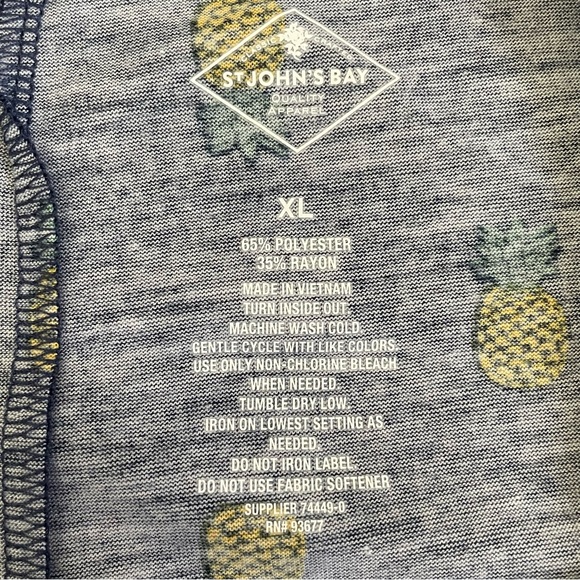 ST JOHN'S BAY
QUALITY
APPAREL
XL
65% POLYESTER
35% RAYON
MADE IN VIETNAM
TURN INSIDE OUT.
MACHINE WASH COLD.
GENTLE CYCLE WITH LIKE COLORS.
USE ONLY NON-CHLORINE BLEACH
WHEN NEEDED.
TUMBLE DRY LOW.
IRON ON LOWEST SETTING AS
NEEDED.
DO NOT IRON LABEL.
DO NOT USE FABRIC SOFTENER
SUPPLIER 74449-0
RN# 93677